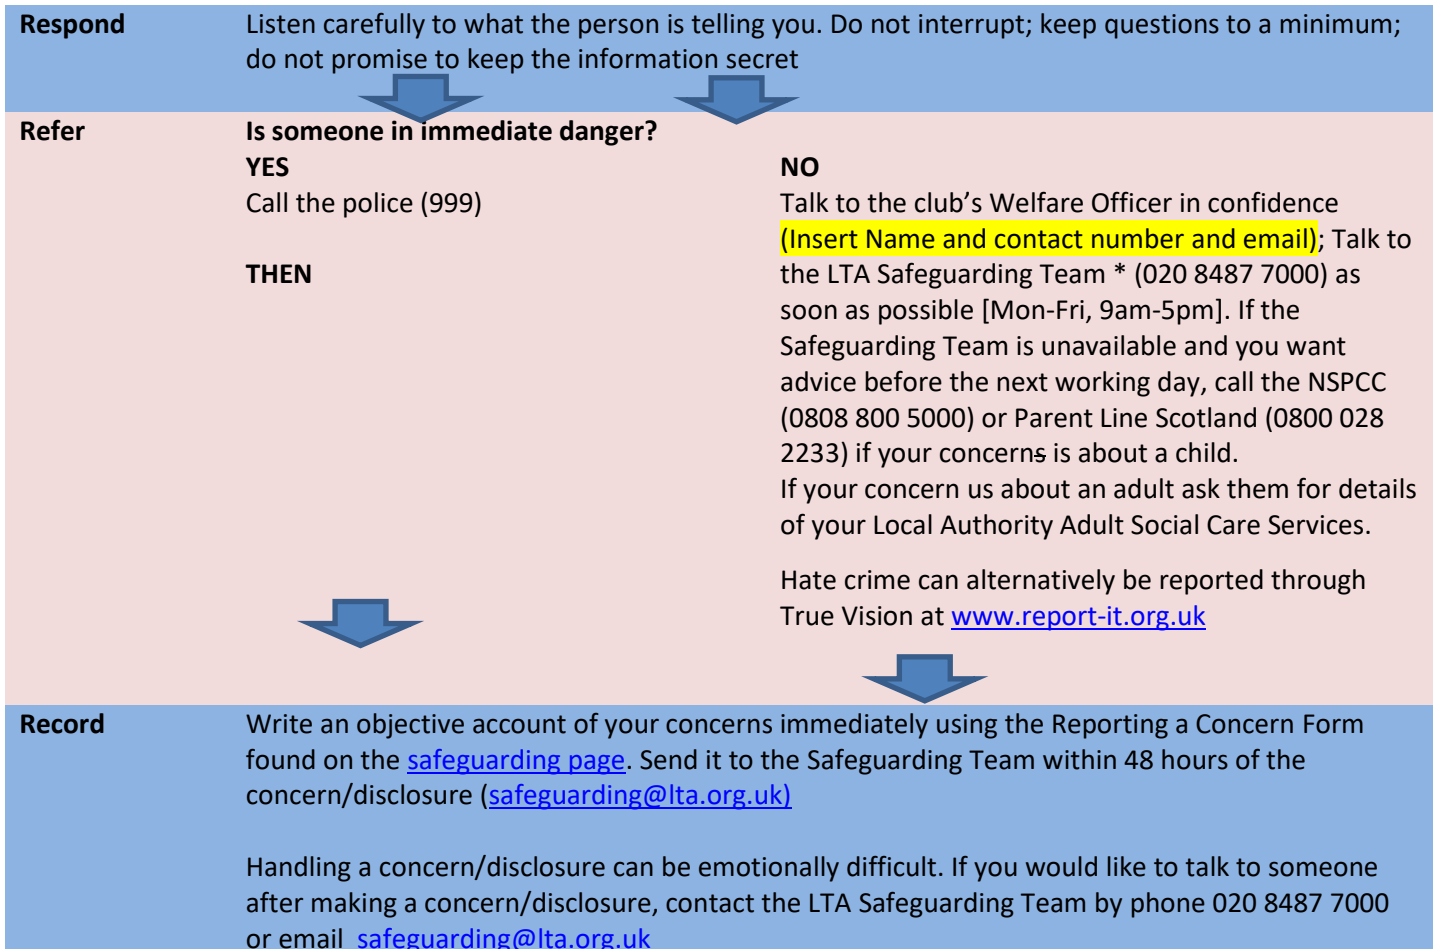 Respond
Listen carefully to what the person is telling you. Do not interrupt; keep questions to a minimum;
do not promise to keep the information secret
Refer
Is someone in immediate danger?
YES
Call the police (999)
THEN
NO
Talk to the club’s Welfare Officer in confidence
(Insert Name and contact number and email); Talk to
the LTA Safeguarding Team * (020 8487 7000) as
soon as possible [Mon-Fri, 9am-5pm]. If the
Safeguarding Team is unavailable and you want
advice before the next working day, call the NSPCC
(0808 800 5000) or Parent Line Scotland (0800 028
2233) if your concerns is about a child.
If your concern us about an adult ask them for details
of your Local Authority Adult Social Care Services.
Hate crime can alternatively be reported through
True Vision at www.report-it.org.uk
Record
Write an objective account of your concerns immediately using the Reporting a Concern Form
found on the safeguarding page. Send it to the Safeguarding Team within 48 hours of the
concern/disclosure (safeguarding@lta.org.uk)
Handling a concern/disclosure can be emotionally difficult. If you would like to talk to someone
after making a concern/disclosure, contact the LTA Safeguarding Team by phone 020 8487 7000
or email safeguarding@lta.org.uk